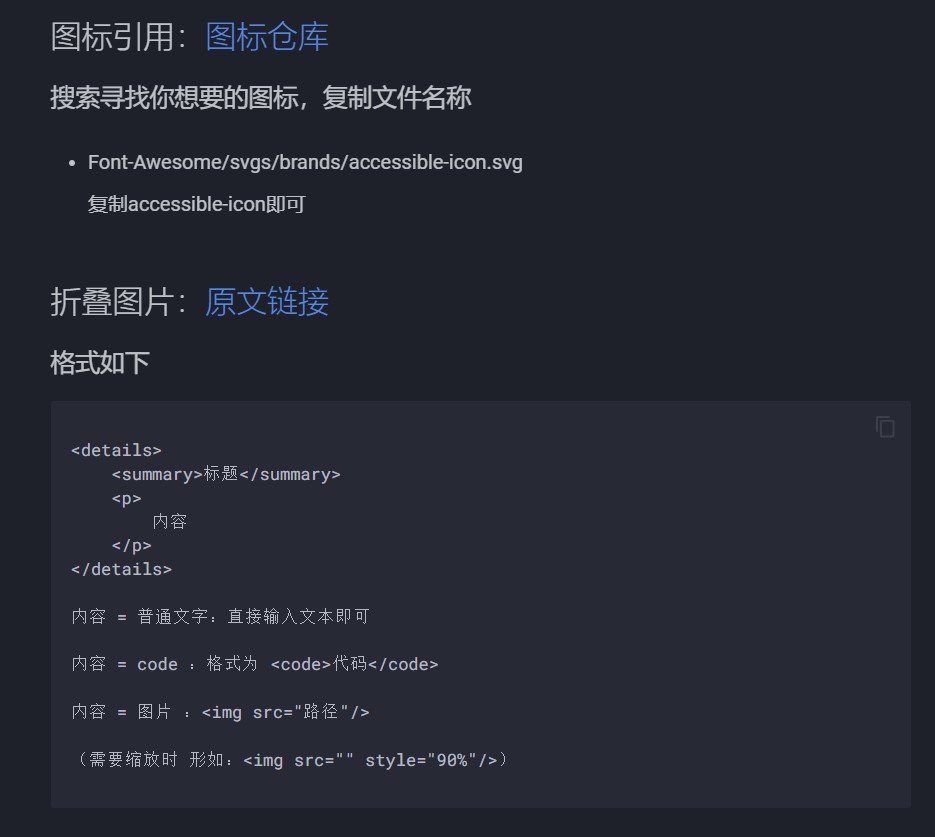 图标引用：图标仓库
搜索寻找你想要的图标，复制文件名称
• Font-Awesome/svgs/brands/accessible-icon.svg
复制accessible-icon即可
折叠图片：原文链接
格式如下
<details>
    <summary>标题</summary>
    <p>
        内容
    </p>
</details>
内容 = 普通文字：直接输入文本即可
内容 = code ：格式为 <code>代码</code>
内容 = 图片 ：<img src="路径"/>
（需要缩放时 形如：<img src="" style="90%"/>）